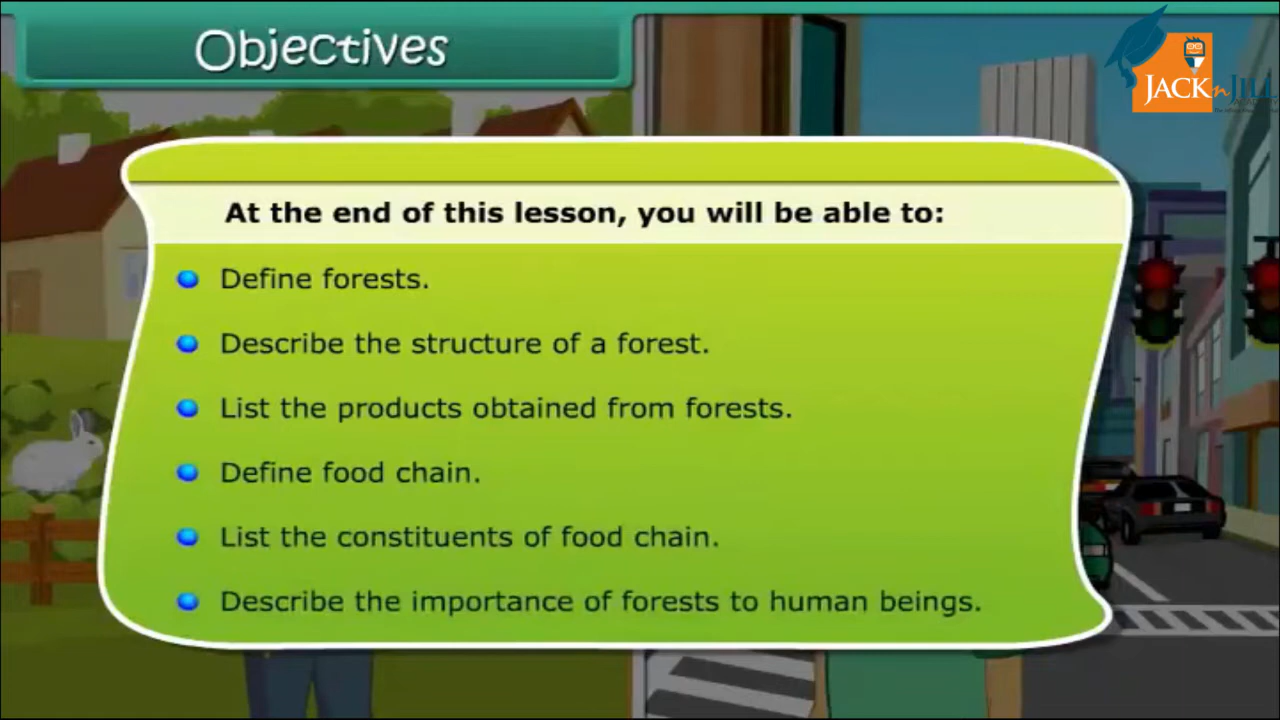 Objectives
JACK n JILL
At the end of this lesson, you will be able to:
Define forests.
Describe the structure of a forest.
List the products obtained from forests.
Define food chain.
List the constituents of food chain.
Describe the importance of forests to human beings.